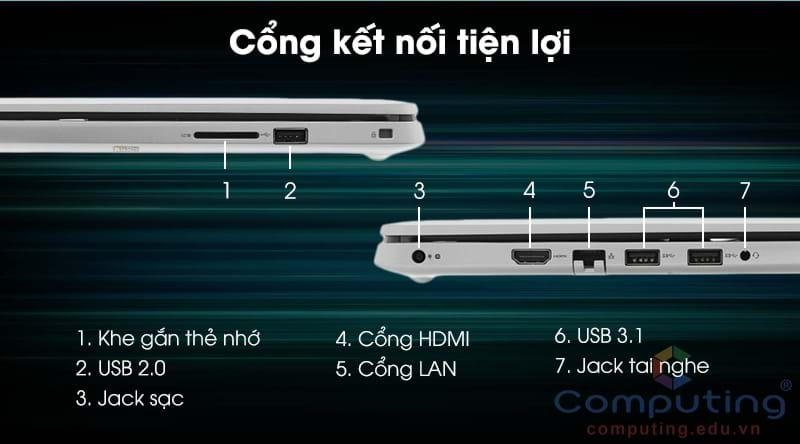 Cổng kết nối tiện lợi
1 2
3 4 5 6 7
HDMI
1. Khe gắn thẻ nhớ
2. USB 2.0
3. Jack sạc
4. Cổng HDMI
5. Cổng LAN
6. USB 3.1
7. Jack tai nghe
Computing®
computing.edu.vn